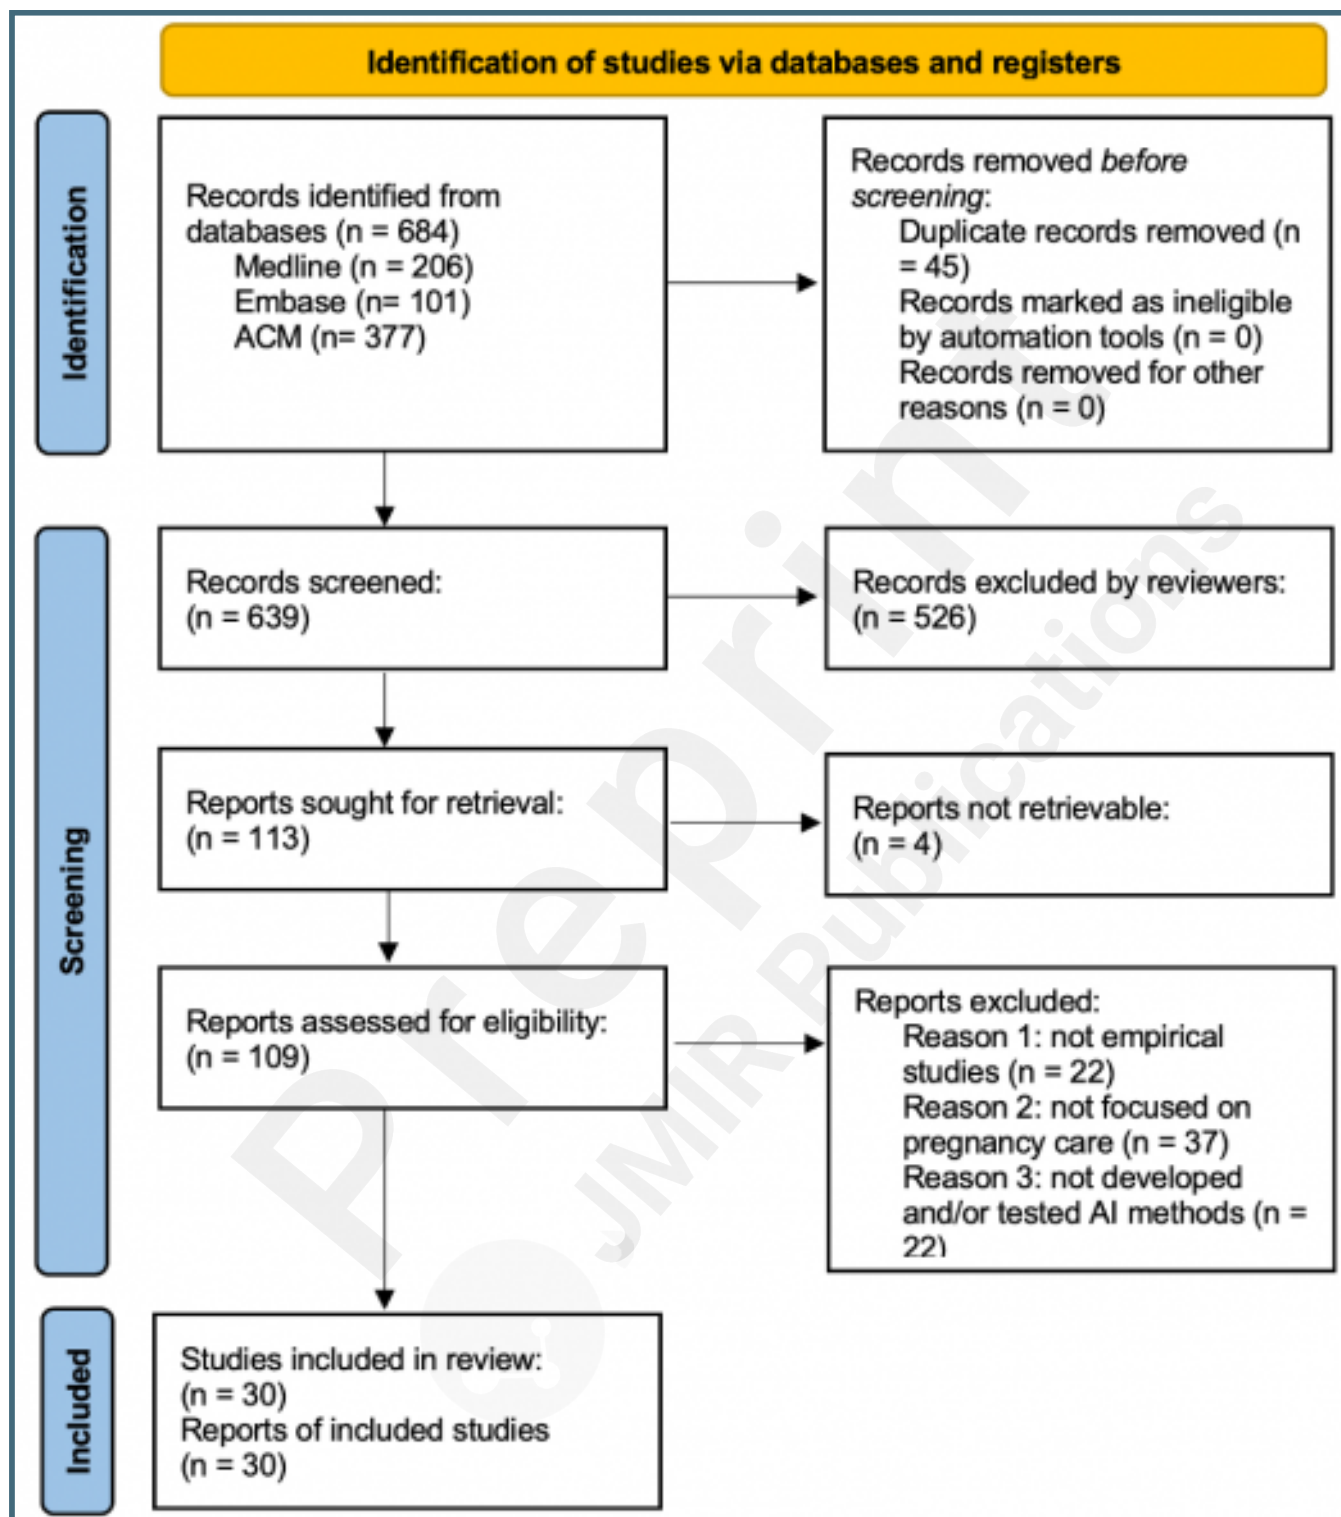 Identification of studies via databases and registers
Identification
Records identified from
databases (n = 684)
Medline (n = 206)
Embase (n= 101)
ACM (n= 377)
Records removed before
screening:
Duplicate records removed (n
= 45)
Records marked as ineligible
by automation tools (n = 0)
Records removed for other
reasons (n = 0)
Screening
Records screened:
(n = 639)
Records excluded by reviewers:
(n = 526)
Reports sought for retrieval:
(n = 113)
Reports not retrievable:
(n = 4)
Reports assessed for eligibility:
(n = 109)
Reports excluded:
Reason 1: not empirical
studies (n = 22)
Reason 2: not focused on
pregnancy care (n = 37)
Reason 3: not developed
and/or tested AI methods (n =
22)
Included
Studies included in review:
(n = 30)
Reports of included studies
(n = 30)
Preprint
JMIR Publications